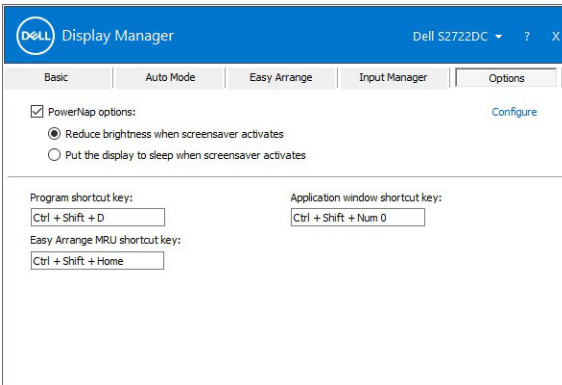 DELL Display Manager Dell S2722DC ? X
Basic Auto Mode Easy Arrange Input Manager Options
PowerNap options: Configure
Reduce brightness when screensaver activates
Put the display to sleep when screensaver activates
Program shortcut key: Application window shortcut key:
Ctrl + Shift + D Ctrl + Shift + Num 0
Easy Arrange MRU shortcut key:
Ctrl + Shift + Home